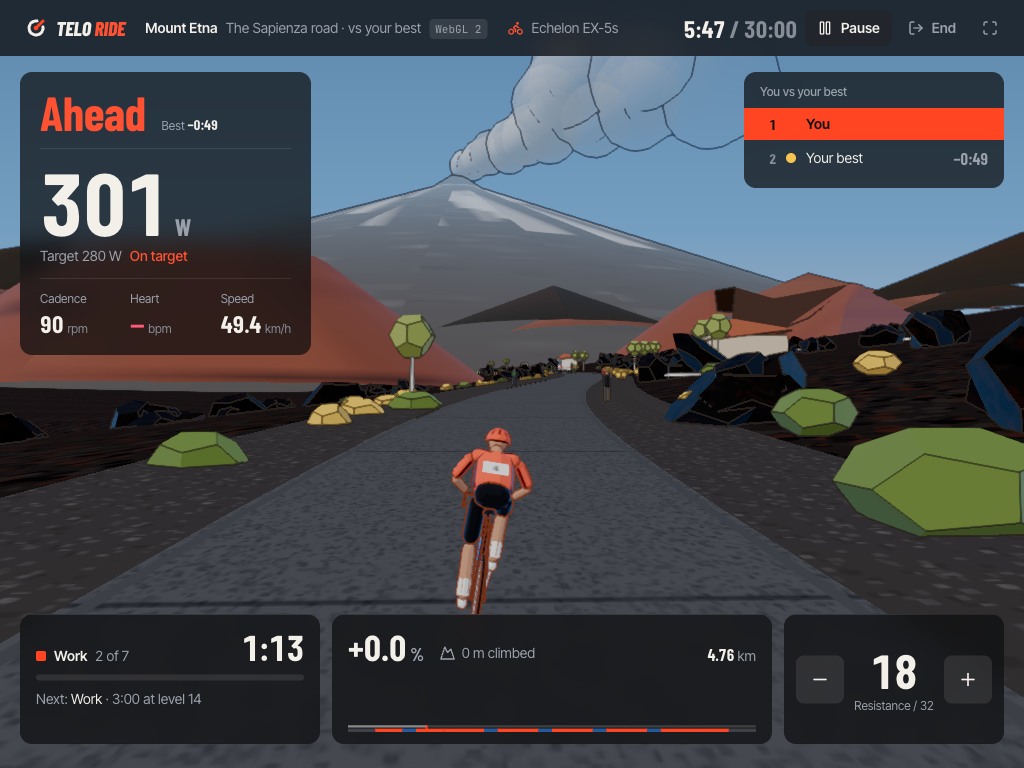 TELO RIDE Mount Etna The Sapienza road · vs your best WebGL 2 Echelon EX-5s 5:47 / 30:00 Pause End
Ahead Best −0:49
301 W
Target 280 W On target
Cadence Heart Speed
90 rpm – bpm 49.4 km/h
You vs your best
1 You
2 Your best −0:49
Work 2 of 7 1:13
Next: Work · 3:00 at level 14
+0.0 % 0 m climbed 4.76 km
− 18 +
Resistance / 32